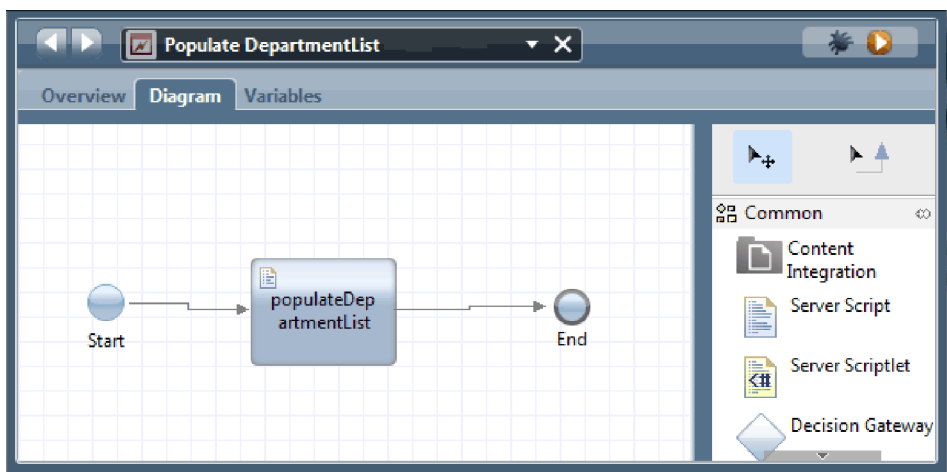 Populate DepartmentList
Overview
Diagram
Variables
Common
Content
Integration
Server Script
<#
Server Scriptlet
Decision Gateway
populateDep
artmentList
Start
End